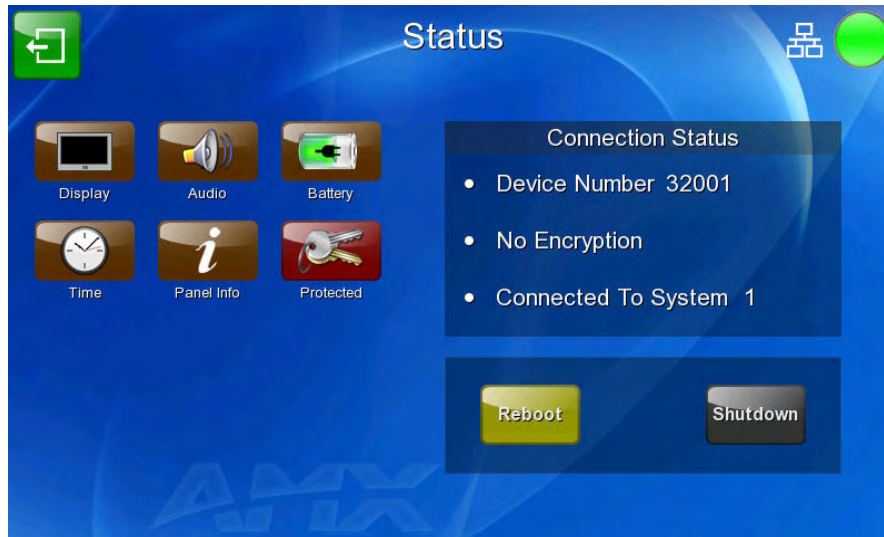 Status
Display
Audio
Battery
Time
Panel Info
Protected
Connection Status
• Device Number 32001
• No Encryption
• Connected To System 1
Reboot
Shutdown
AMX